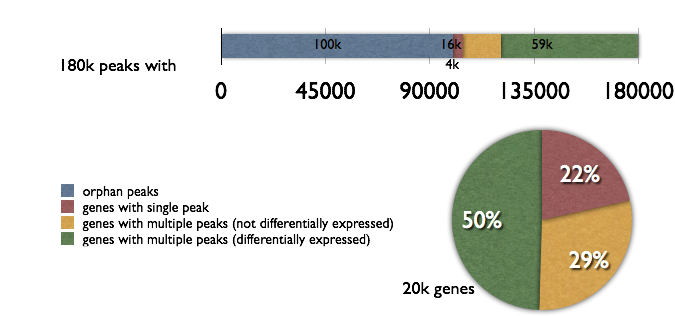 100k 16k 59k
4k
180k peaks with
0 45000 90000 135000 180000
orphan peaks
genes with single peak
genes with multiple peaks (not differentially expressed)
genes with multiple peaks (differentially expressed)
22%
50%
29%
20k genes